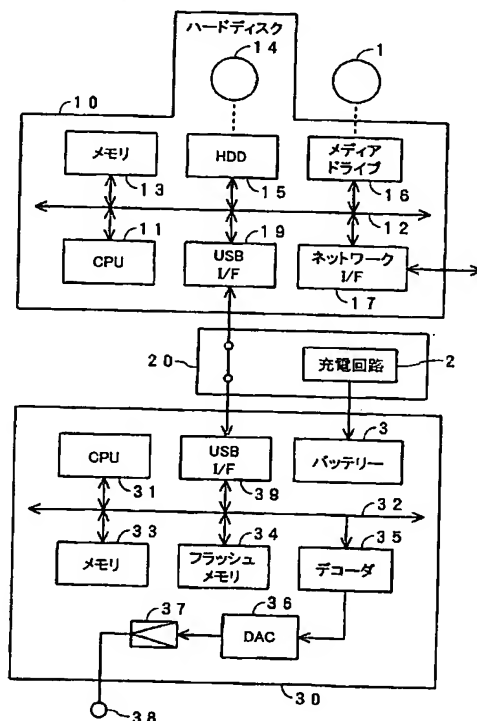 ハードディスク
14
1
10
メモリ
13
HDD
15
メディア
ドライブ
16
12
11
CPU
19
USB
I/F
ネットワーク
I/F
17
20
充電回路
2
CPU
31
USB
I/F
39
3
バッテリー
32
33
メモリ
34
フラッシュ
メモリ
35
デコーダ
36
DAC
37
38
30